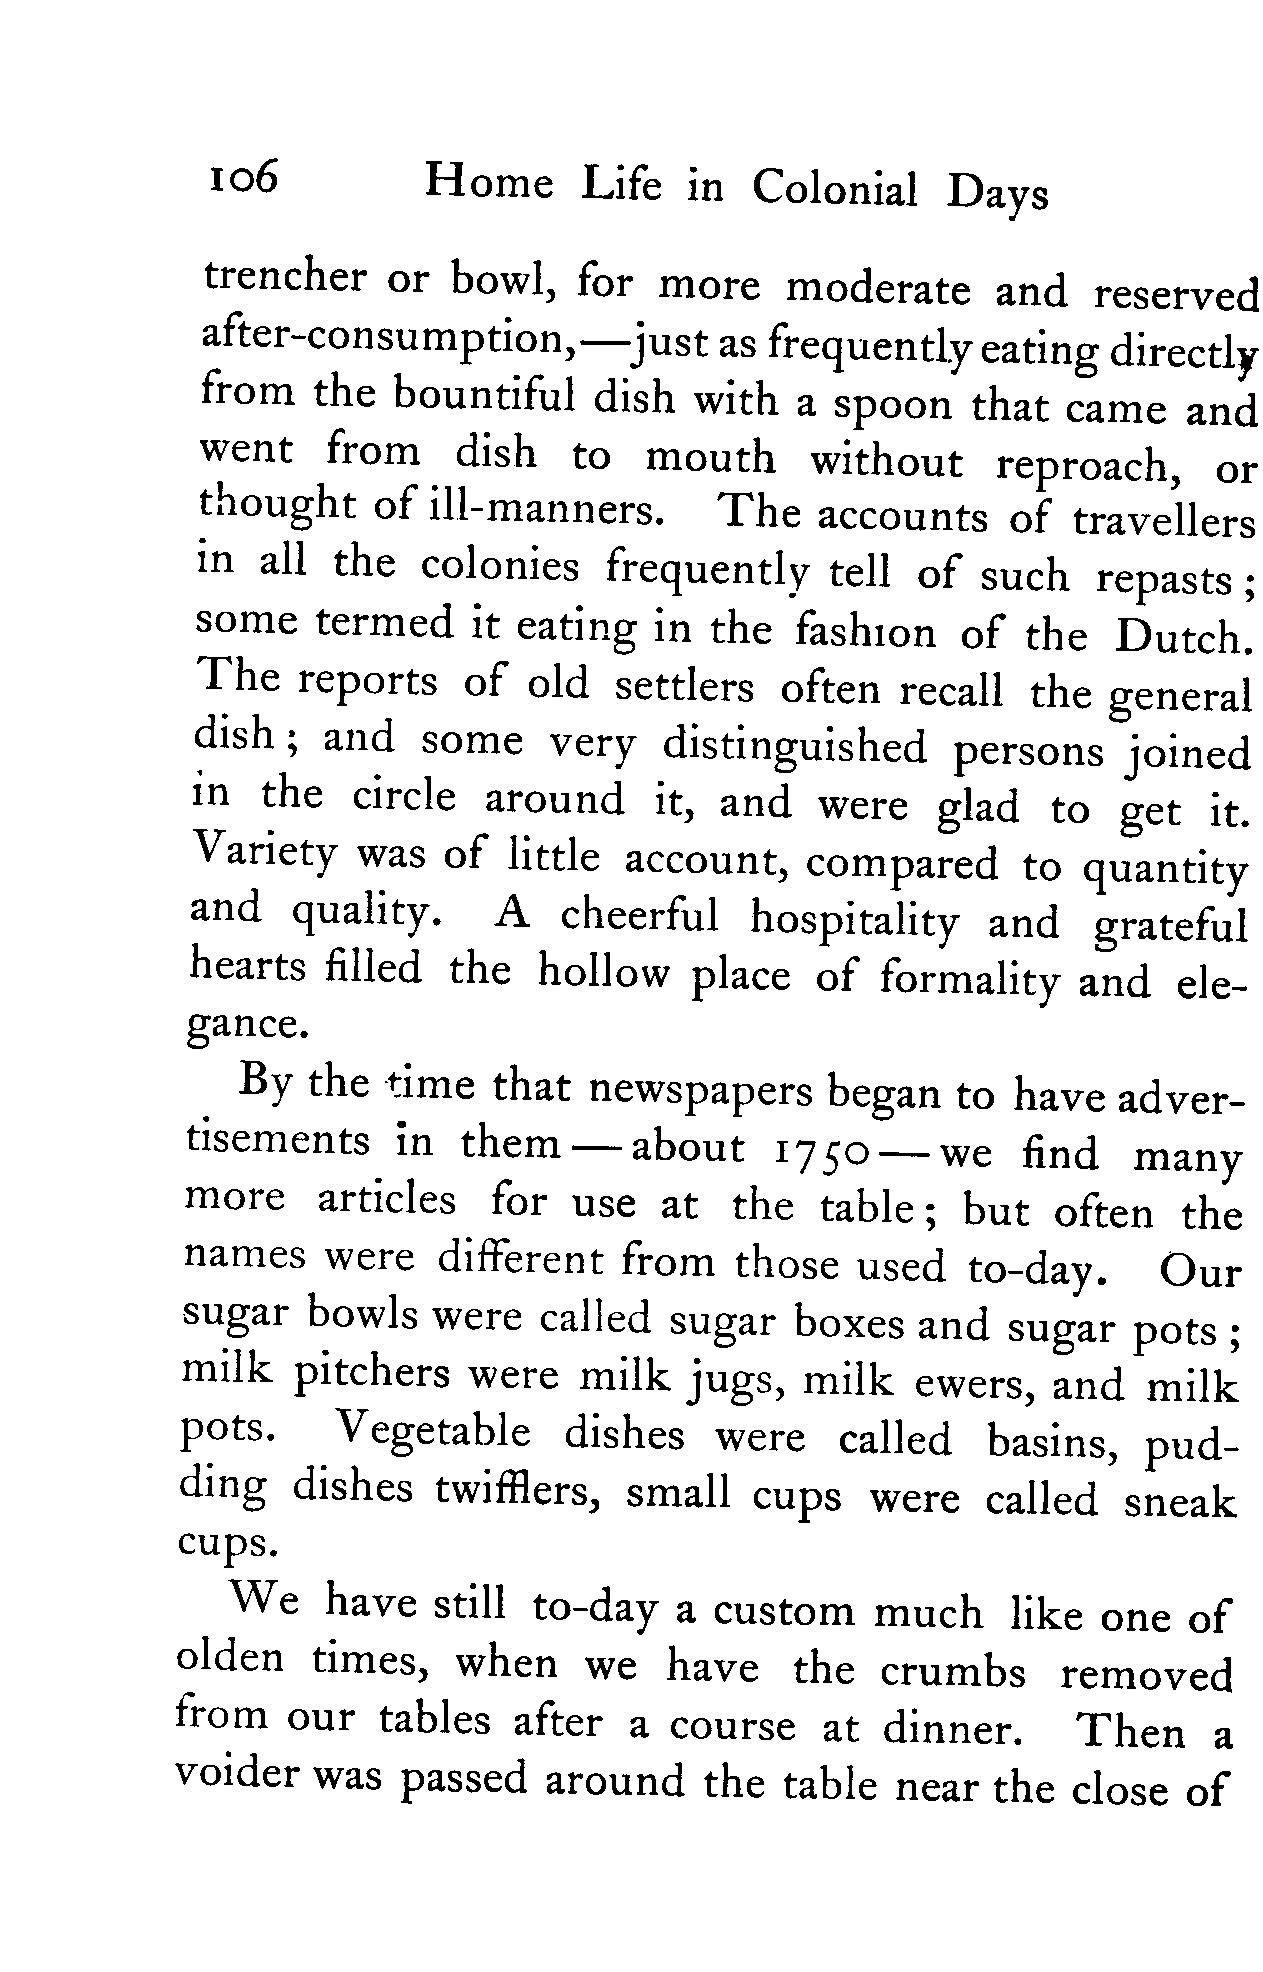 106 Home Life in Colonial Days
trencher or bowl, for more moderate and reserved
after-consumption,—just as frequently eating directly
from the bountiful dish with a spoon that came and
went from dish to mouth without reproach, or
thought of ill-manners. The accounts of travellers
in all the colonies frequently tell of such repasts ;
some termed it eating in the fashion of the Dutch.
The reports of old settlers often recall the general
dish ; and some very distinguished persons joined
in the circle around it, and were glad to get it.
Variety was of little account, compared to quantity
and quality. A cheerful hospitality and grateful
hearts filled the hollow place of formality and ele-
gance.
By the time that newspapers began to have adver-
tisements in them — about 1750 — we find many
more articles for use at the table ; but often the
names were different from those used to-day. Our
sugar bowls were called sugar boxes and sugar pots ;
milk pitchers were milk jugs, milk ewers, and milk
pots. Vegetable dishes were called basins, pud-
ding dishes twifflers, small cups were called sneak
cups.
We have still to-day a custom much like one of
olden times, when we have the crumbs removed
from our tables after a course at dinner. Then a
voider was passed around the table near the close of